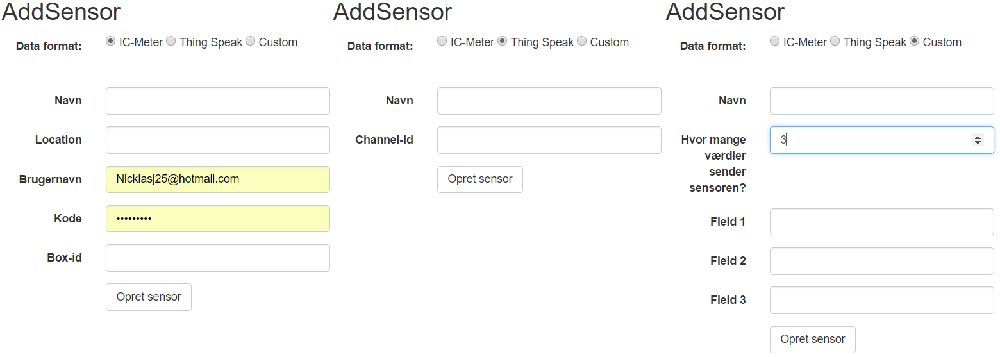 AddSensor
Data format: IC-Meter Thing Speak Custom
Navn
Location
Brugernavn Nicklasj25@hotmail.com
Kode •••••••••
Box-id
Opret sensor
AddSensor
Data format: IC-Meter Thing Speak Custom
Navn
Channel-id
Opret sensor
AddSensor
Data format: IC-Meter Thing Speak Custom
Navn
Hvor mange 3
værdier
sender
sensoren?
Field 1
Field 2
Field 3
Opret sensor